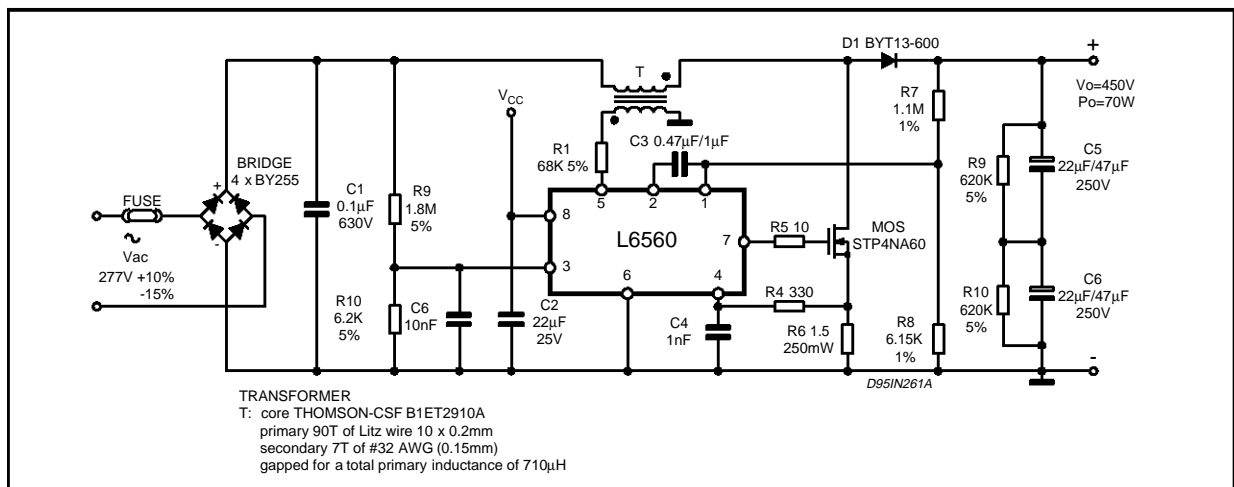 D1 BYT13-600
+
Vo=450V
Po=70W
T
VCC
R7
1.1M
1%
C3 0.47µF/1µF
R1
68K 5%
BRIDGE
4 x BY255
+
-
FUSE
Vac
277V +10%
-15%
C1
0.1µF
630V
R9
1.8M
5%
R9
620K
5%
C5
22µF/47µF
250V
5
2
1
8
L6560
7
3
6
4
R5 10
MOS
STP4NA60
R10
6.2K
5%
C6
10nF
C2
22µF
25V
C4
1nF
R4 330
R6 1.5
250mW
R8
6.15K
1%
R10
620K
5%
C6
22µF/47µF
250V
-
D95IN261A
TRANSFORMER
T: core THOMSON-CSF B1ET2910A
primary 90T of Litz wire 10 x 0.2mm
secondary 7T of #32 AWG (0.15mm)
gapped for a total primary inductance of 710µH